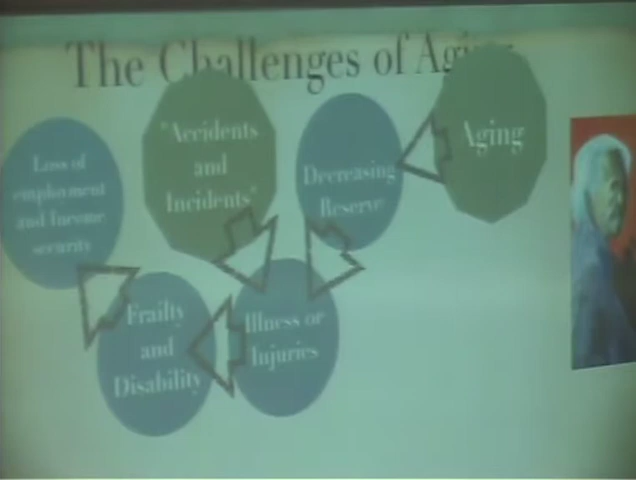 The Challenges of Aging
"Accidents
and
Incidents"
Aging
Decreasing
Reserve
Loss of
employment
and Income
security
Illness or
Injuries
Frailty
and
Disability